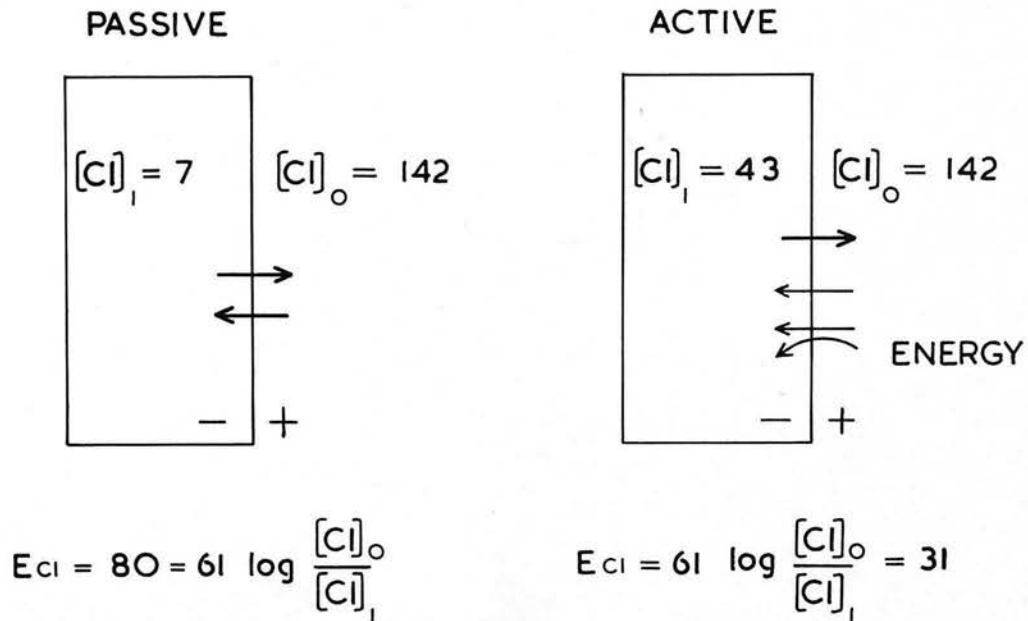 PASSIVE
[Cl]ı = 7
[Cl]o = 142
− +
Ecl = 80 = 61 log [Cl]o / [Cl]ı
ACTIVE
[Cl]ı = 43
[Cl]o = 142
ENERGY
− +
Ecl = 61 log [Cl]o / [Cl]ı = 31